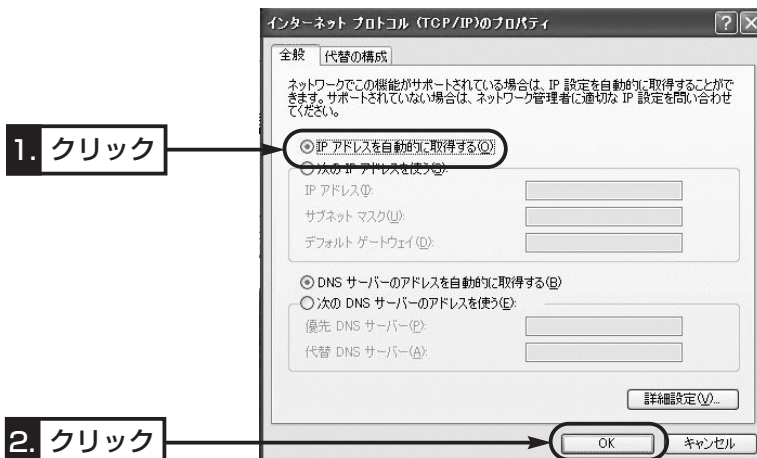 インターネット プロトコル (TCP/IP)のプロパティ
全般
代替の構成
ネットワークでこの機能がサポートされている場合は、IP 設定を自動的に取得することがで
きます。サポートされていない場合は、ネットワーク管理者に適切な IP 設定を問い合わせ
てください。
1. クリック
IP アドレスを自動的に取得する(O)
次の IP アドレスを使う(S):
IP アドレス(I):
サブネット マスク(U):
デフォルト ゲートウェイ(D):
DNS サーバーのアドレスを自動的に取得する(B)
次の DNS サーバーのアドレスを使う(E):
優先 DNS サーバー(P):
代替 DNS サーバー(A):
詳細設定(V)...
2. クリック
OK
キャンセル